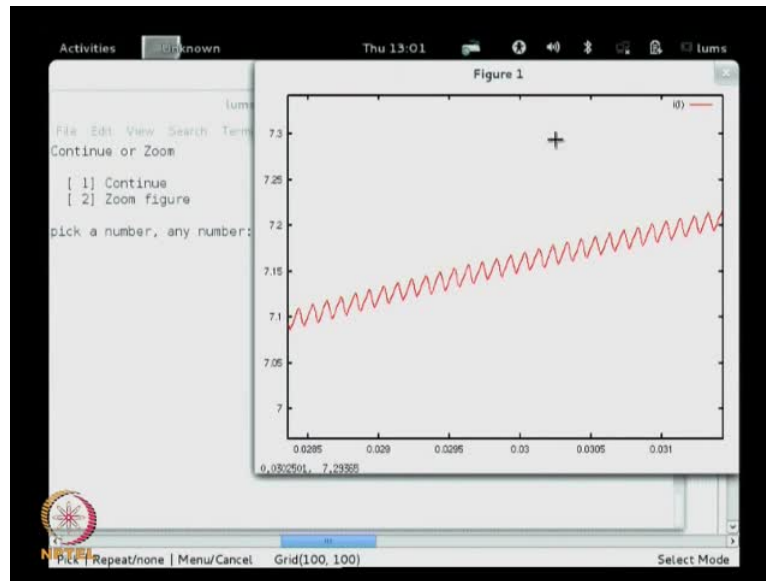 Activities
Thu 13:01
lums
Figure 1
lums
File Edit View Search Term
Continue or Zoom
[ 1] Continue
[ 2] Zoom figure
pick a number, any number:
i(l)
7.3
7.25
7.2
7.15
7.1
7.05
7
0.0285 0.029 0.0295 0.03 0.0305 0.031
0.0302501, 7.29365
NPTEL
Pick | Repeat/none | Menu/Cancel Grid(100, 100) Select Mode